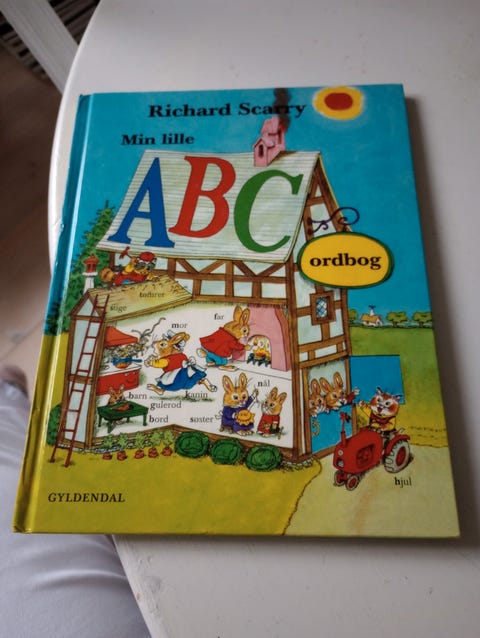 Richard Scarry
Min lille
ABC
ordbog
tømrer
stige
far
mor
nål
barn
kanin
gulerod
bord
søster
hjul
GYLDENDAL